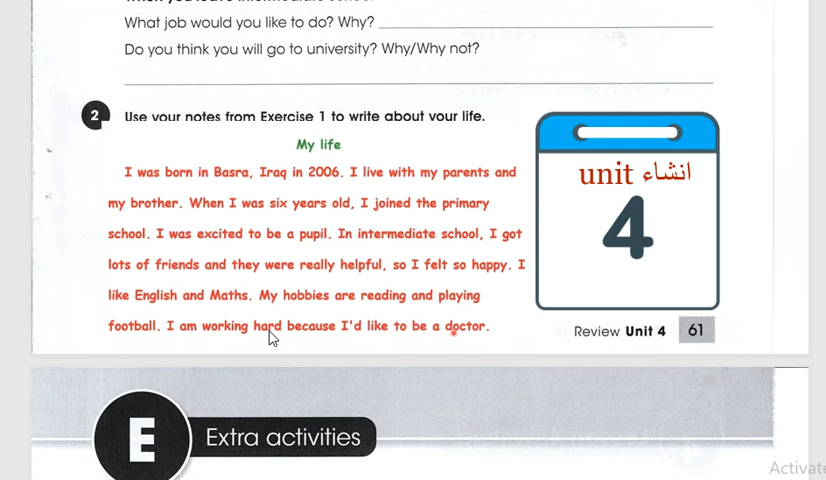 What job would you like to do? Why?
Do you think you will go to university? Why/Why not?
2 Use your notes from Exercise 1 to write about your life.
My life
I was born in Basra, Iraq in 2006. I live with my parents and
my brother. When I was six years old, I joined the primary
school. I was excited to be a pupil. In intermediate school, I got
lots of friends and they were really helpful, so I felt so happy. I
like English and Maths. My hobbies are reading and playing
football. I am working hard because I'd like to be a doctor.
انشاء unit
4
Review Unit 4 61
E Extra activities